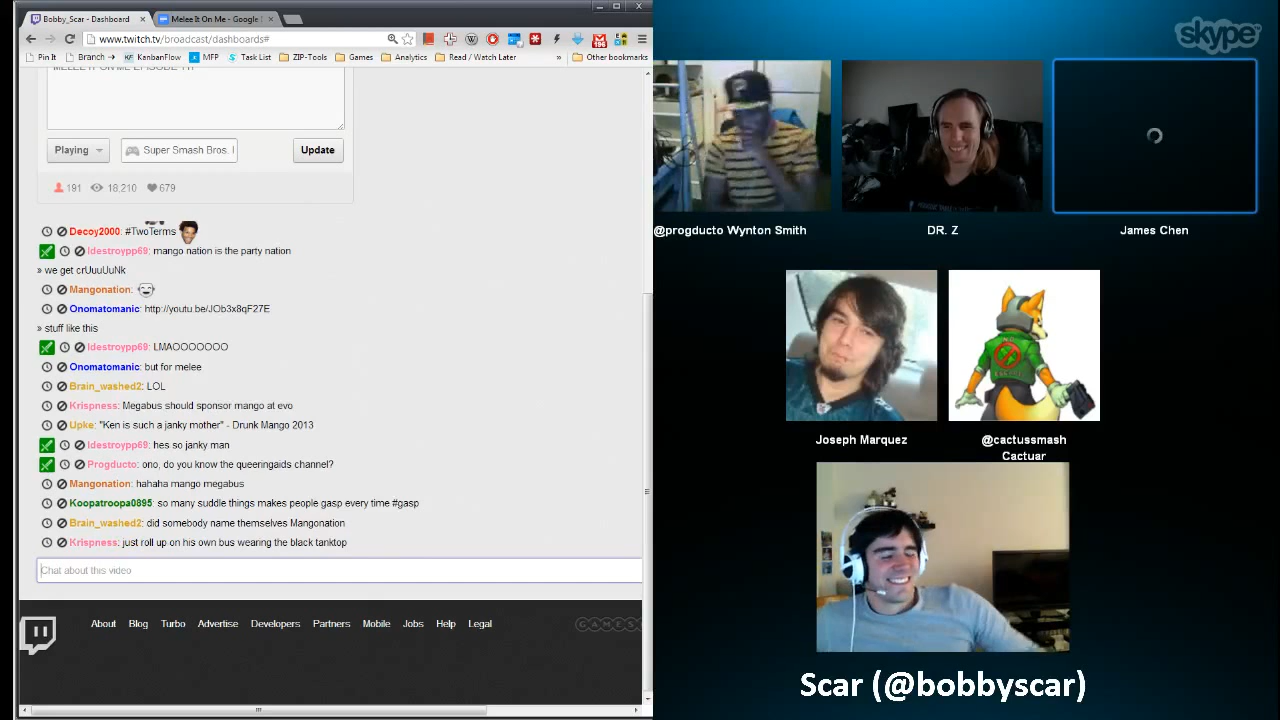 Bobby_Scar - Dashboard
Melee It On Me - Google
www.twitch.tv/broadcast/dashboards#
196
Pin It
Branch →
KanbanFlow
MFP
Task List
ZIP-Tools
Games
Analytics
Read / Watch Later
»
Other bookmarks
Playing
Super Smash Bros.
Update
191
18,210
679
Decoy2000: #TwoTerms
Idestroypp69: mango nation is the party nation
» we get crUuuUuNk
Mangonation:
Onomatomanic: http://youtu.be/JOb3x8qF27E
» stuff like this
Idestroypp69: LMAOOOOOOO
Onomatomanic: but for melee
Brain_washed2: LOL
Krispness: Megabus should sponsor mango at evo
Upke: "Ken is such a janky mother" - Drunk Mango 2013
Idestroypp69: hes so janky man
Progducto: ono, do you know the queeringaids channel?
Mangonation: hahaha mango megabus
Koopatroopa0895: so many suddle things makes people gasp every time #gasp
Brain_washed2: did somebody name themselves Mangonation
Krispness: just roll up on his own bus wearing the black tanktop
Chat about this video
About
Blog
Turbo
Advertise
Developers
Partners
Mobile
Jobs
Help
Legal
GAMES
skype
@progducto Wynton Smith
DR. Z
James Chen
Joseph Marquez
@cactussmash
Cactuar
Scar (@bobbyscar)